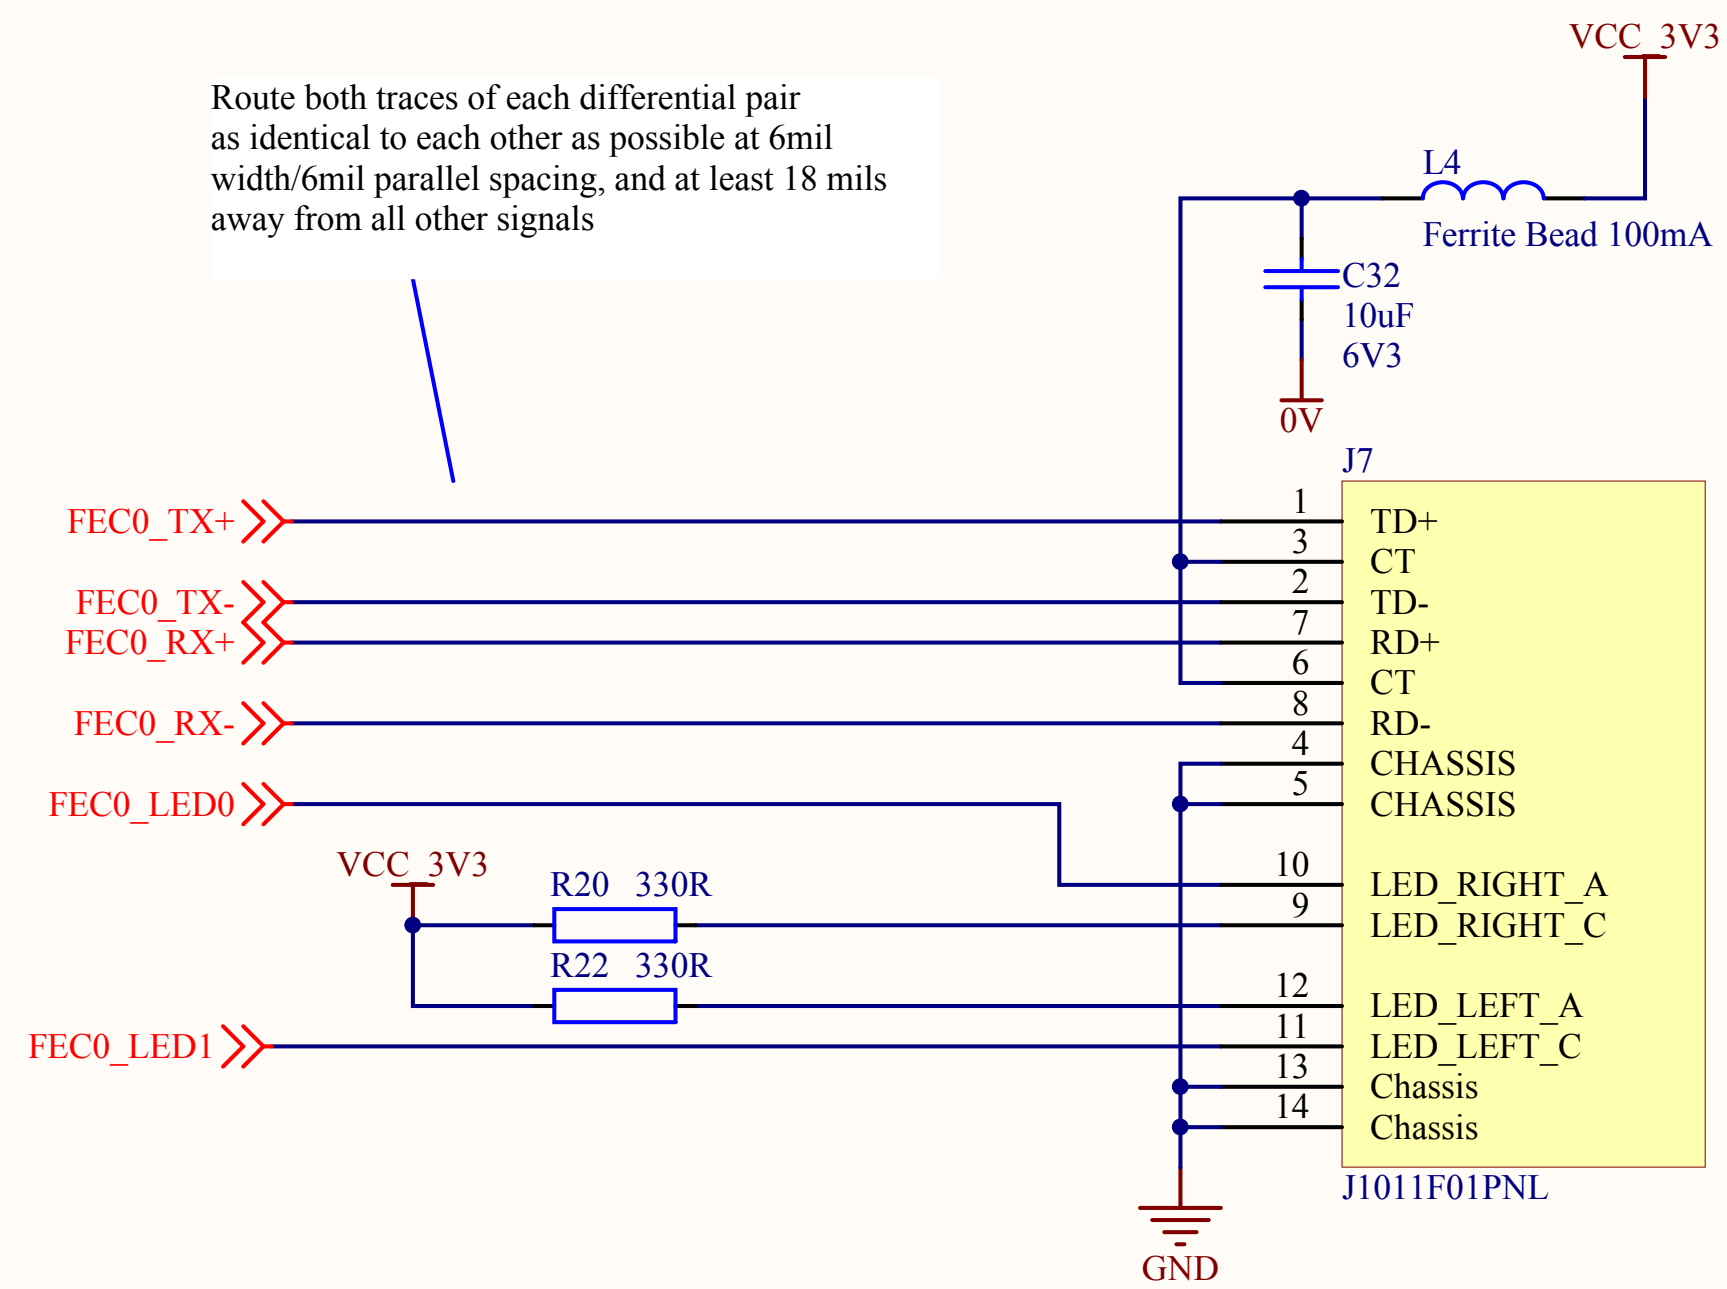 VCC_3V3
Route both traces of each differential pair
as identical to each other as possible at 6mil
width/6mil parallel spacing, and at least 18 mils
away from all other signals
L4
Ferrite Bead 100mA
C32
10uF
6V3
0V
J7
FEC0_TX+ 1 TD+
3 CT
FEC0_TX- 2 TD-
FEC0_RX+ 7 RD+
6 CT
FEC0_RX- 8 RD-
4 CHASSIS
FEC0_LED0 5 CHASSIS
VCC_3V3
R20 330R 10 LED_RIGHT_A
9 LED_RIGHT_C
R22 330R
12 LED_LEFT_A
FEC0_LED1 11 LED_LEFT_C
13 Chassis
14 Chassis
J1011F01PNL
GND